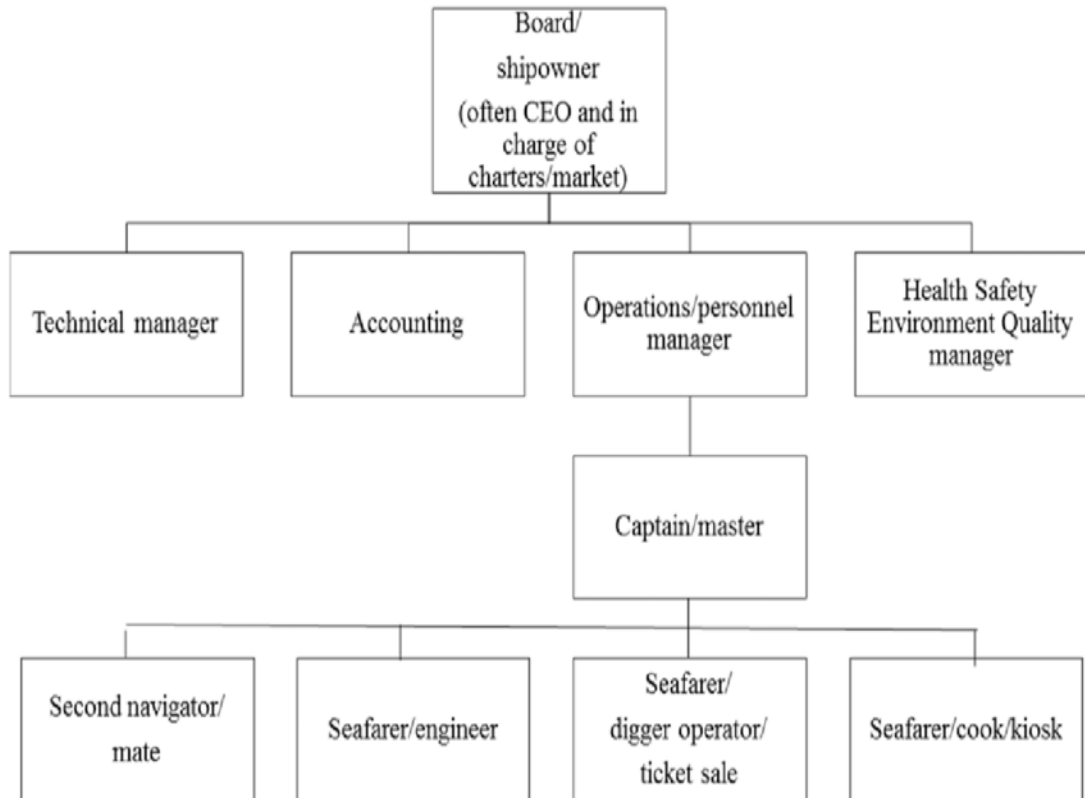 Board/
shipowner
(often CEO and in
charge of
charters/market)
Technical manager
Accounting
Operations/personnel
manager
Health Safety
Environment Quality
manager
Captain/master
Second navigator/
mate
Seafarer/engineer
Seafarer/
digger operator/
ticket sale
Seafarer/cook/kiosk